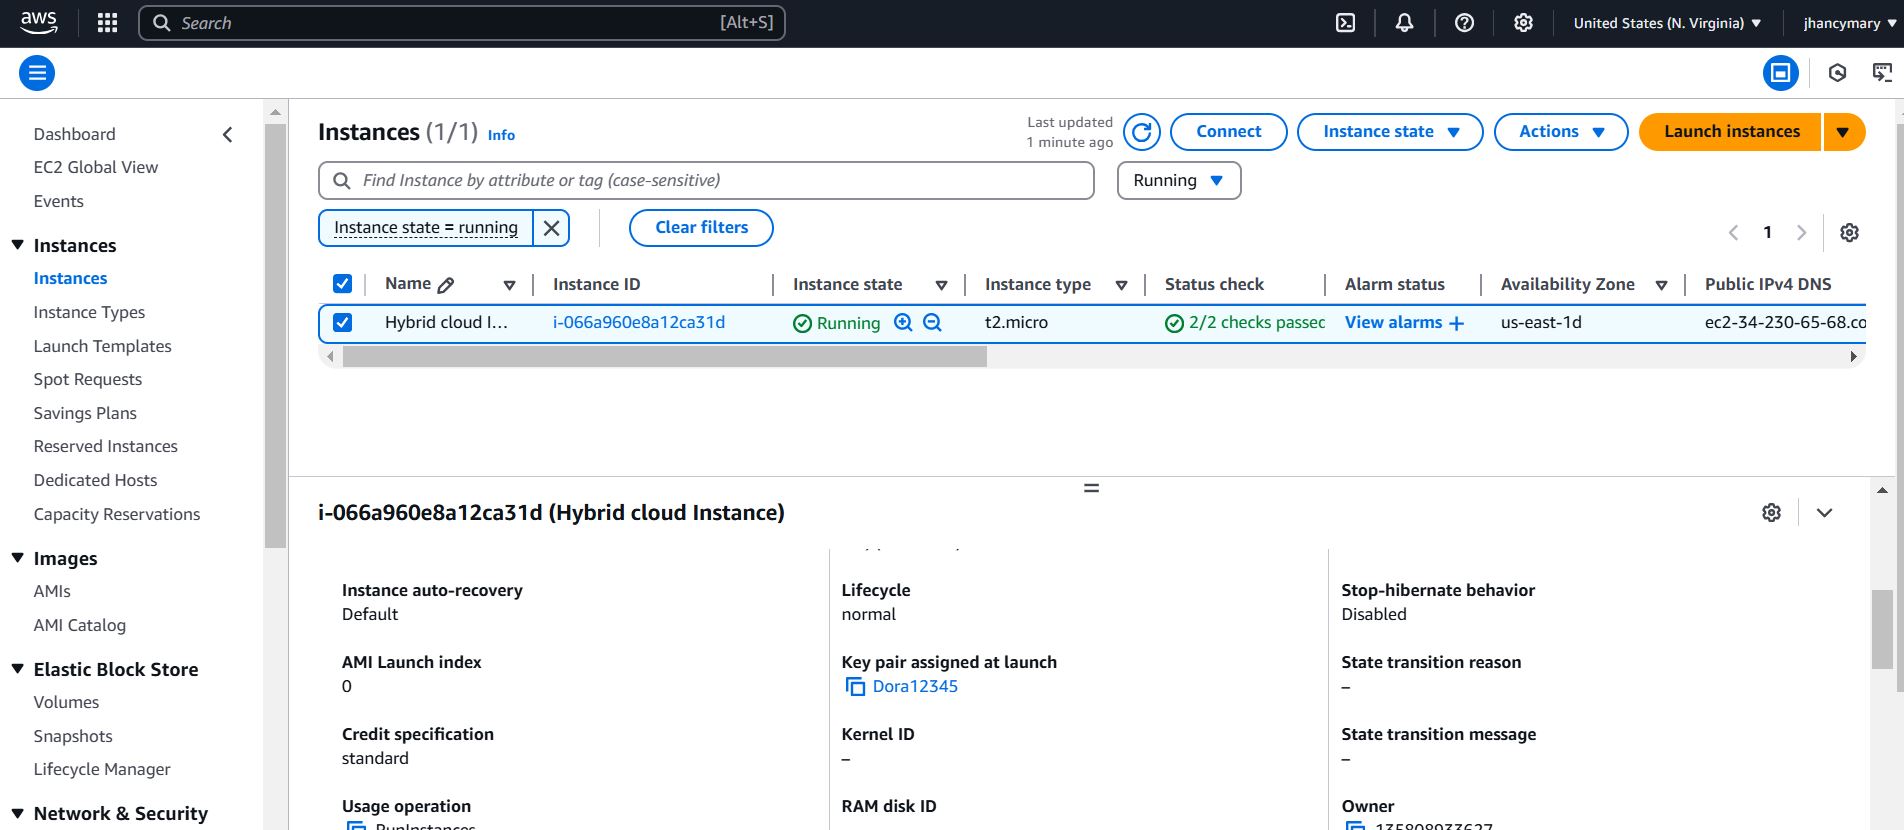 aws
Search [Alt+S]
United States (N. Virginia)
jhancymary
Dashboard
EC2 Global View
Events
Instances
Instances
Instance Types
Launch Templates
Spot Requests
Savings Plans
Reserved Instances
Dedicated Hosts
Capacity Reservations
Images
AMIs
AMI Catalog
Elastic Block Store
Volumes
Snapshots
Lifecycle Manager
Network & Security
Instances (1/1) Info
Last updated
1 minute ago
Connect
Instance state
Actions
Launch instances
Find Instance by attribute or tag (case-sensitive)
Running
Instance state = running
Clear filters
1
Name Instance ID Instance state Instance type Status check Alarm status Availability Zone Public IPv4 DNS
Hybrid cloud I... i-066a960e8a12ca31d Running t2.micro 2/2 checks passec View alarms + us-east-1d ec2-34-230-65-68.co
i-066a960e8a12ca31d (Hybrid cloud Instance)
Instance auto-recovery
Default
Lifecycle
normal
Stop-hibernate behavior
Disabled
AMI Launch index
0
Key pair assigned at launch
Dora12345
State transition reason
–
Credit specification
standard
Kernel ID
–
State transition message
–
Usage operation
RunInstances
RAM disk ID
Owner
135808933627